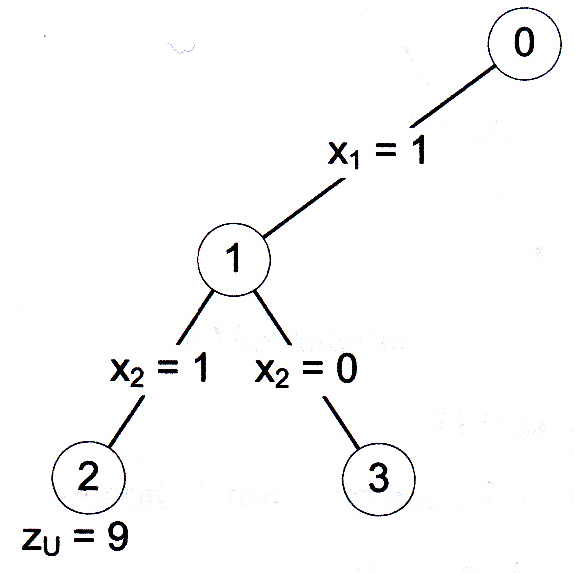 0
x₁ = 1
1
x₂ = 1
x₂ = 0
2
3
z_U = 9